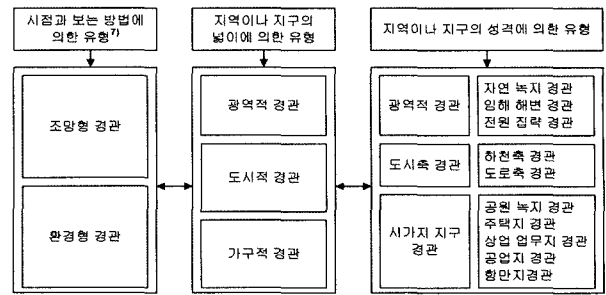 시점과 보는 방법에
의한 유형7)
지역이나 지구의
넓이에 의한 유형
지역이나 지구의 성격에 의한 유형
조망형 경관
환경형 경관
광역적 경관
도시적 경관
가구적 경관
광역적 경관
자연 녹지 경관
임해 해변 경관
전원 집락 경관
도시축 경관
하천축 경관
도로축 경관
시가지 지구
경관
공원 녹지 경관
주택지 경관
상업 업무지 경관
공업지 경관
항만지경관